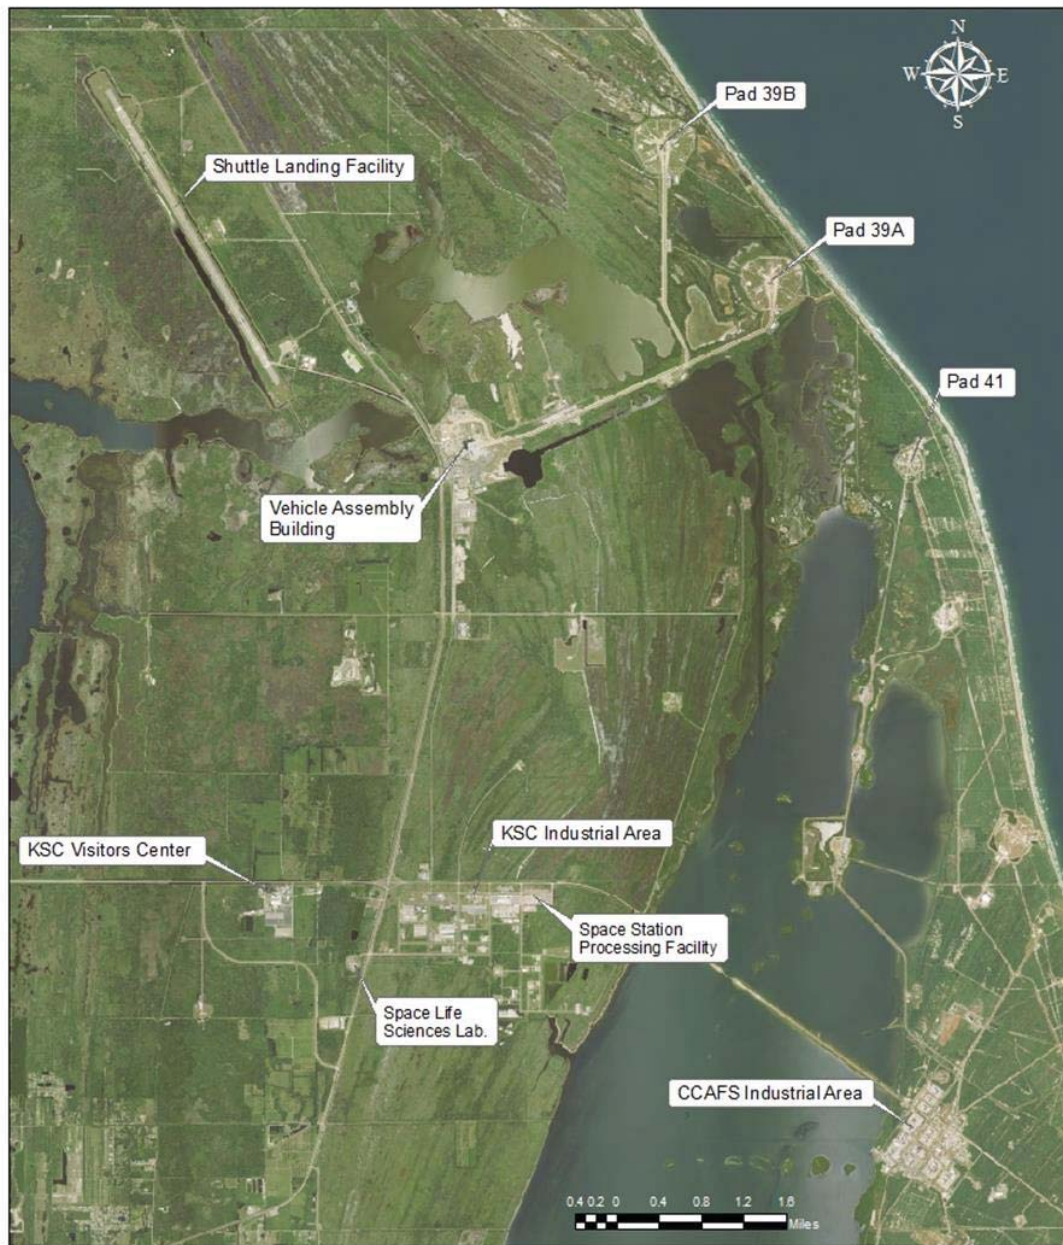 N
W E
S
Pad 39B
Shuttle Landing Facility
Pad 39A
Pad 41
Vehicle Assembly
Building
KSC Industrial Area
KSC Visitors Center
Space Station
Processing Facility
Space Life
Sciences Lab.
CCAFS Industrial Area
0.4 0.2 0 0.4 0.8 1.2 1.6
Miles